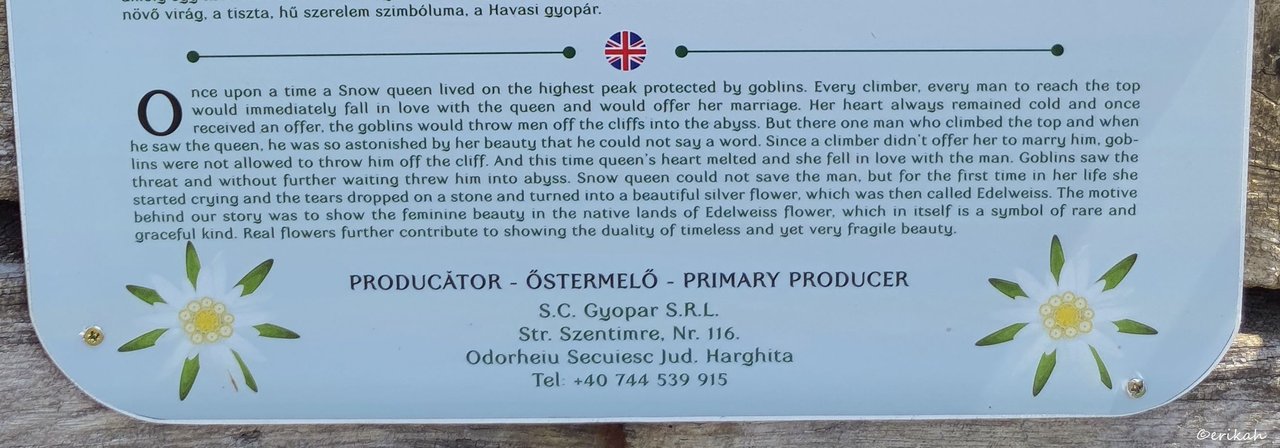 növő virág, a tiszta, hű szerelem szimbóluma, a Havasi gyopár.
Once upon a time a Snow queen lived on the highest peak protected by goblins. Every climber, every man to reach the top
would immediately fall in love with the queen and would offer her marriage. Her heart always remained cold and once
received an offer, the goblins would throw men off the cliffs into the abyss. But there one man who climbed the top and when
he saw the queen, he was so astonished by her beauty that he could not say a word. Since a climber didn't offer her to marry him, gob-
lins were not allowed to throw him off the cliff. And this time queen's heart melted and she fell in love with the man. Goblins saw the
threat and without further waiting threw him into abyss. Snow queen could not save the man, but for the first time in her life she
started crying and the tears dropped on a stone and turned into a beautiful silver flower, which was then called Edelweiss. The motive
behind our story was to show the feminine beauty in the native lands of Edelweiss flower, which in itself is a symbol of rare and
graceful kind. Real flowers further contribute to showing the duality of timeless and yet very fragile beauty.
PRODUCĂTOR - ŐSTERMELŐ - PRIMARY PRODUCER
S.C. Gyopar S.R.L.
Str. Szentimre, Nr. 116.
Odorheiu Secuiesc Jud. Harghita
Tel: +40 744 539 915
©erikah